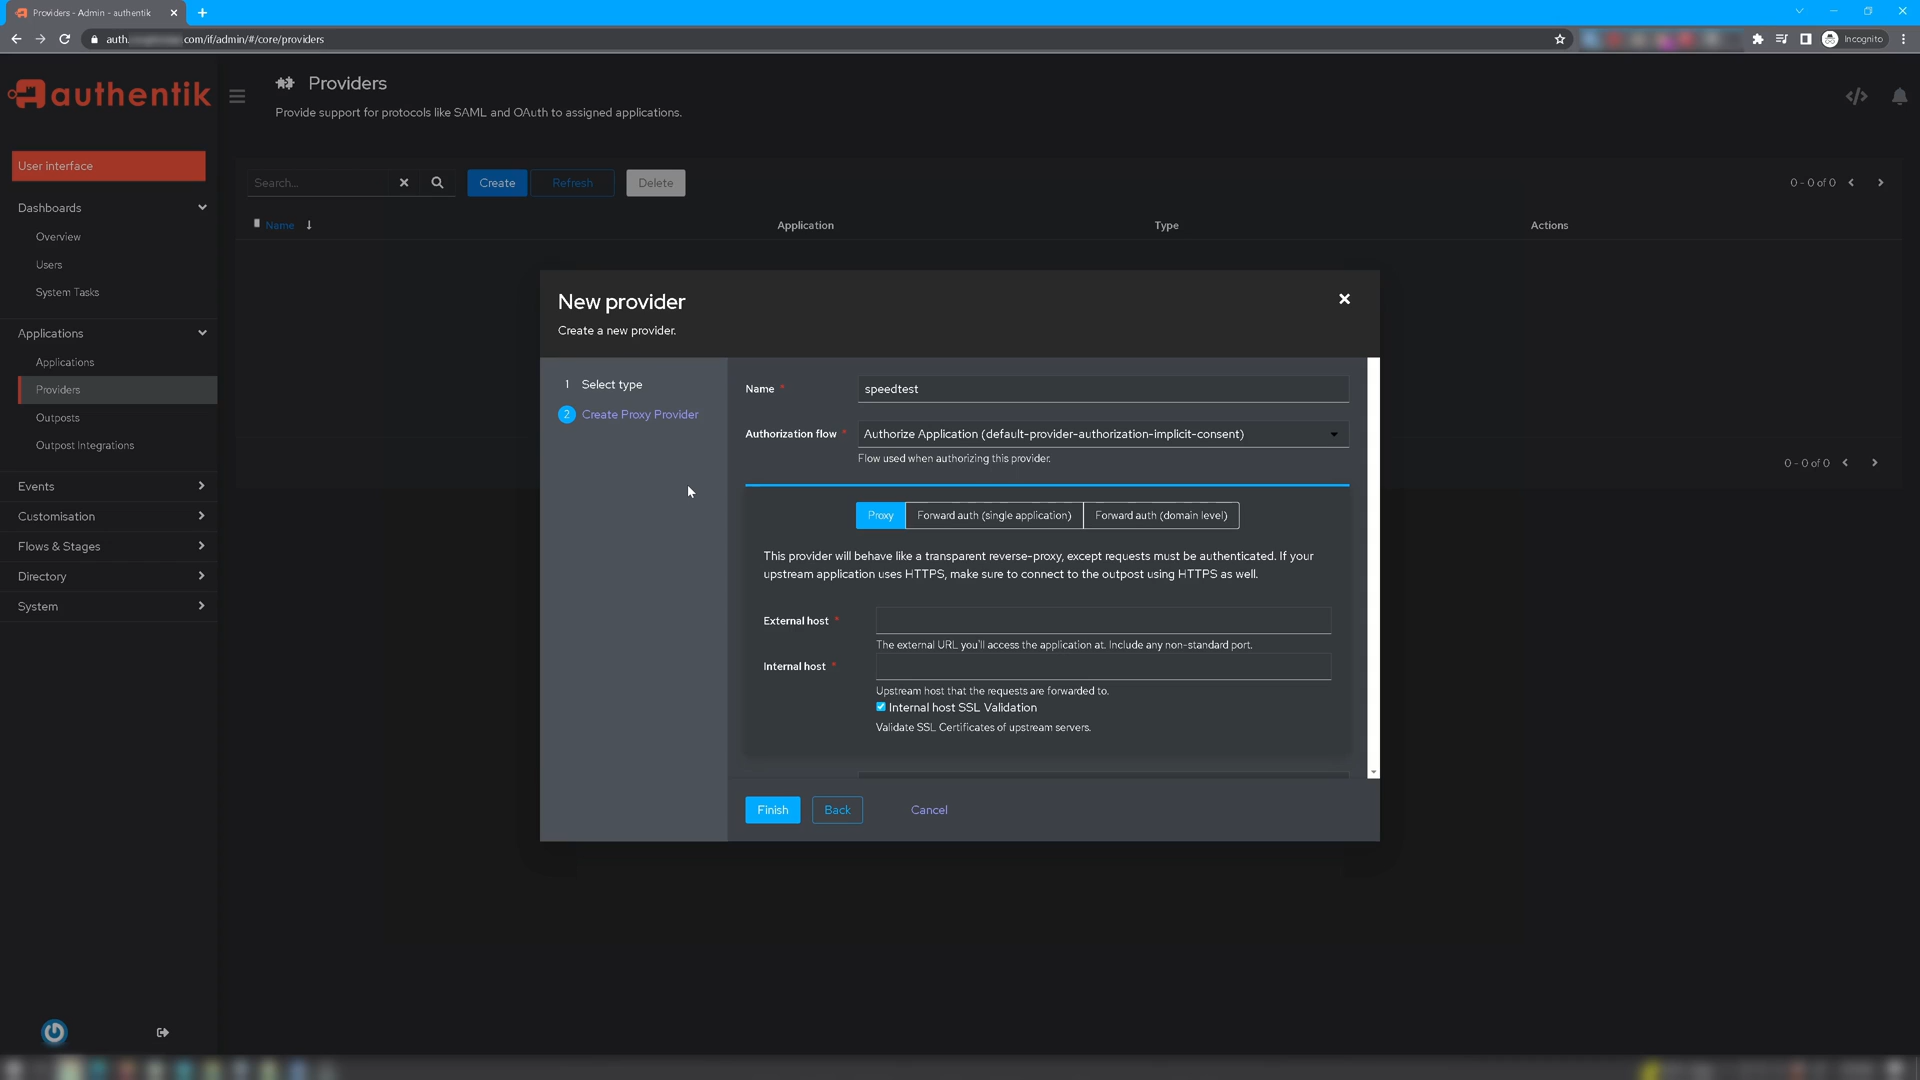 Providers - Admin - authentik
auth. .com/if/admin/#/core/providers
Incognito
authentik
Providers
Provide support for protocols like SAML and OAuth to assigned applications.
User interface
Search...
Create
Refresh
Delete
0 - 0 of 0
Dashboards
Name
Application
Type
Actions
Overview
Users
System Tasks
Applications
Applications
Providers
Outposts
Outpost Integrations
0 - 0 of 0
Events
Customisation
Flows & Stages
Directory
System
New provider
Create a new provider.
1 Select type
2 Create Proxy Provider
Name *
speedtest
Authorization flow *
Authorize Application (default-provider-authorization-implicit-consent)
Flow used when authorizing this provider.
Proxy
Forward auth (single application)
Forward auth (domain level)
This provider will behave like a transparent reverse-proxy, except requests must be authenticated. If your
upstream application uses HTTPS, make sure to connect to the outpost using HTTPS as well.
External host *
The external URL you'll access the application at. Include any non-standard port.
Internal host *
Upstream host that the requests are forwarded to.
Internal host SSL Validation
Validate SSL Certificates of upstream servers.
Finish
Back
Cancel